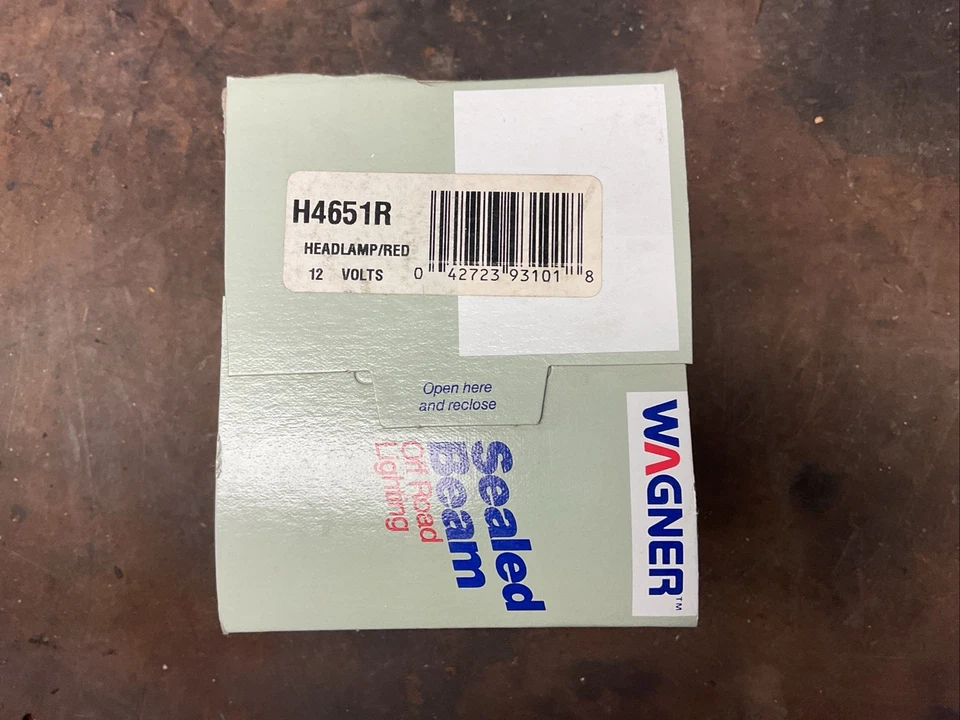 H4651R
HEADLAMP/RED
12 VOLTS
0 42723 93101 8
Open here
and reclose
Sealed
Beam
Off Road
Lighting
WAGNER™